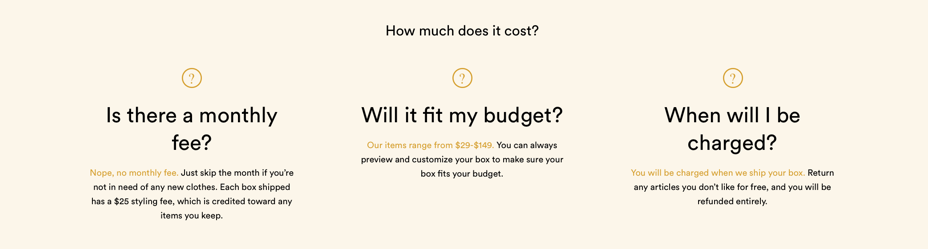 How much does it cost?
?
Is there a monthly
fee?
Nope, no monthly fee. Just skip the month if you're
not in need of any new clothes. Each box shipped
has a $25 styling fee, which is credited toward any
items you keep.
?
Will it fit my budget?
Our items range from $29-$149. You can always
preview and customize your box to make sure your
box fits your budget.
?
When will I be
charged?
You will be charged when we ship your box. Return
any articles you don't like for free, and you will be
refunded entirely.